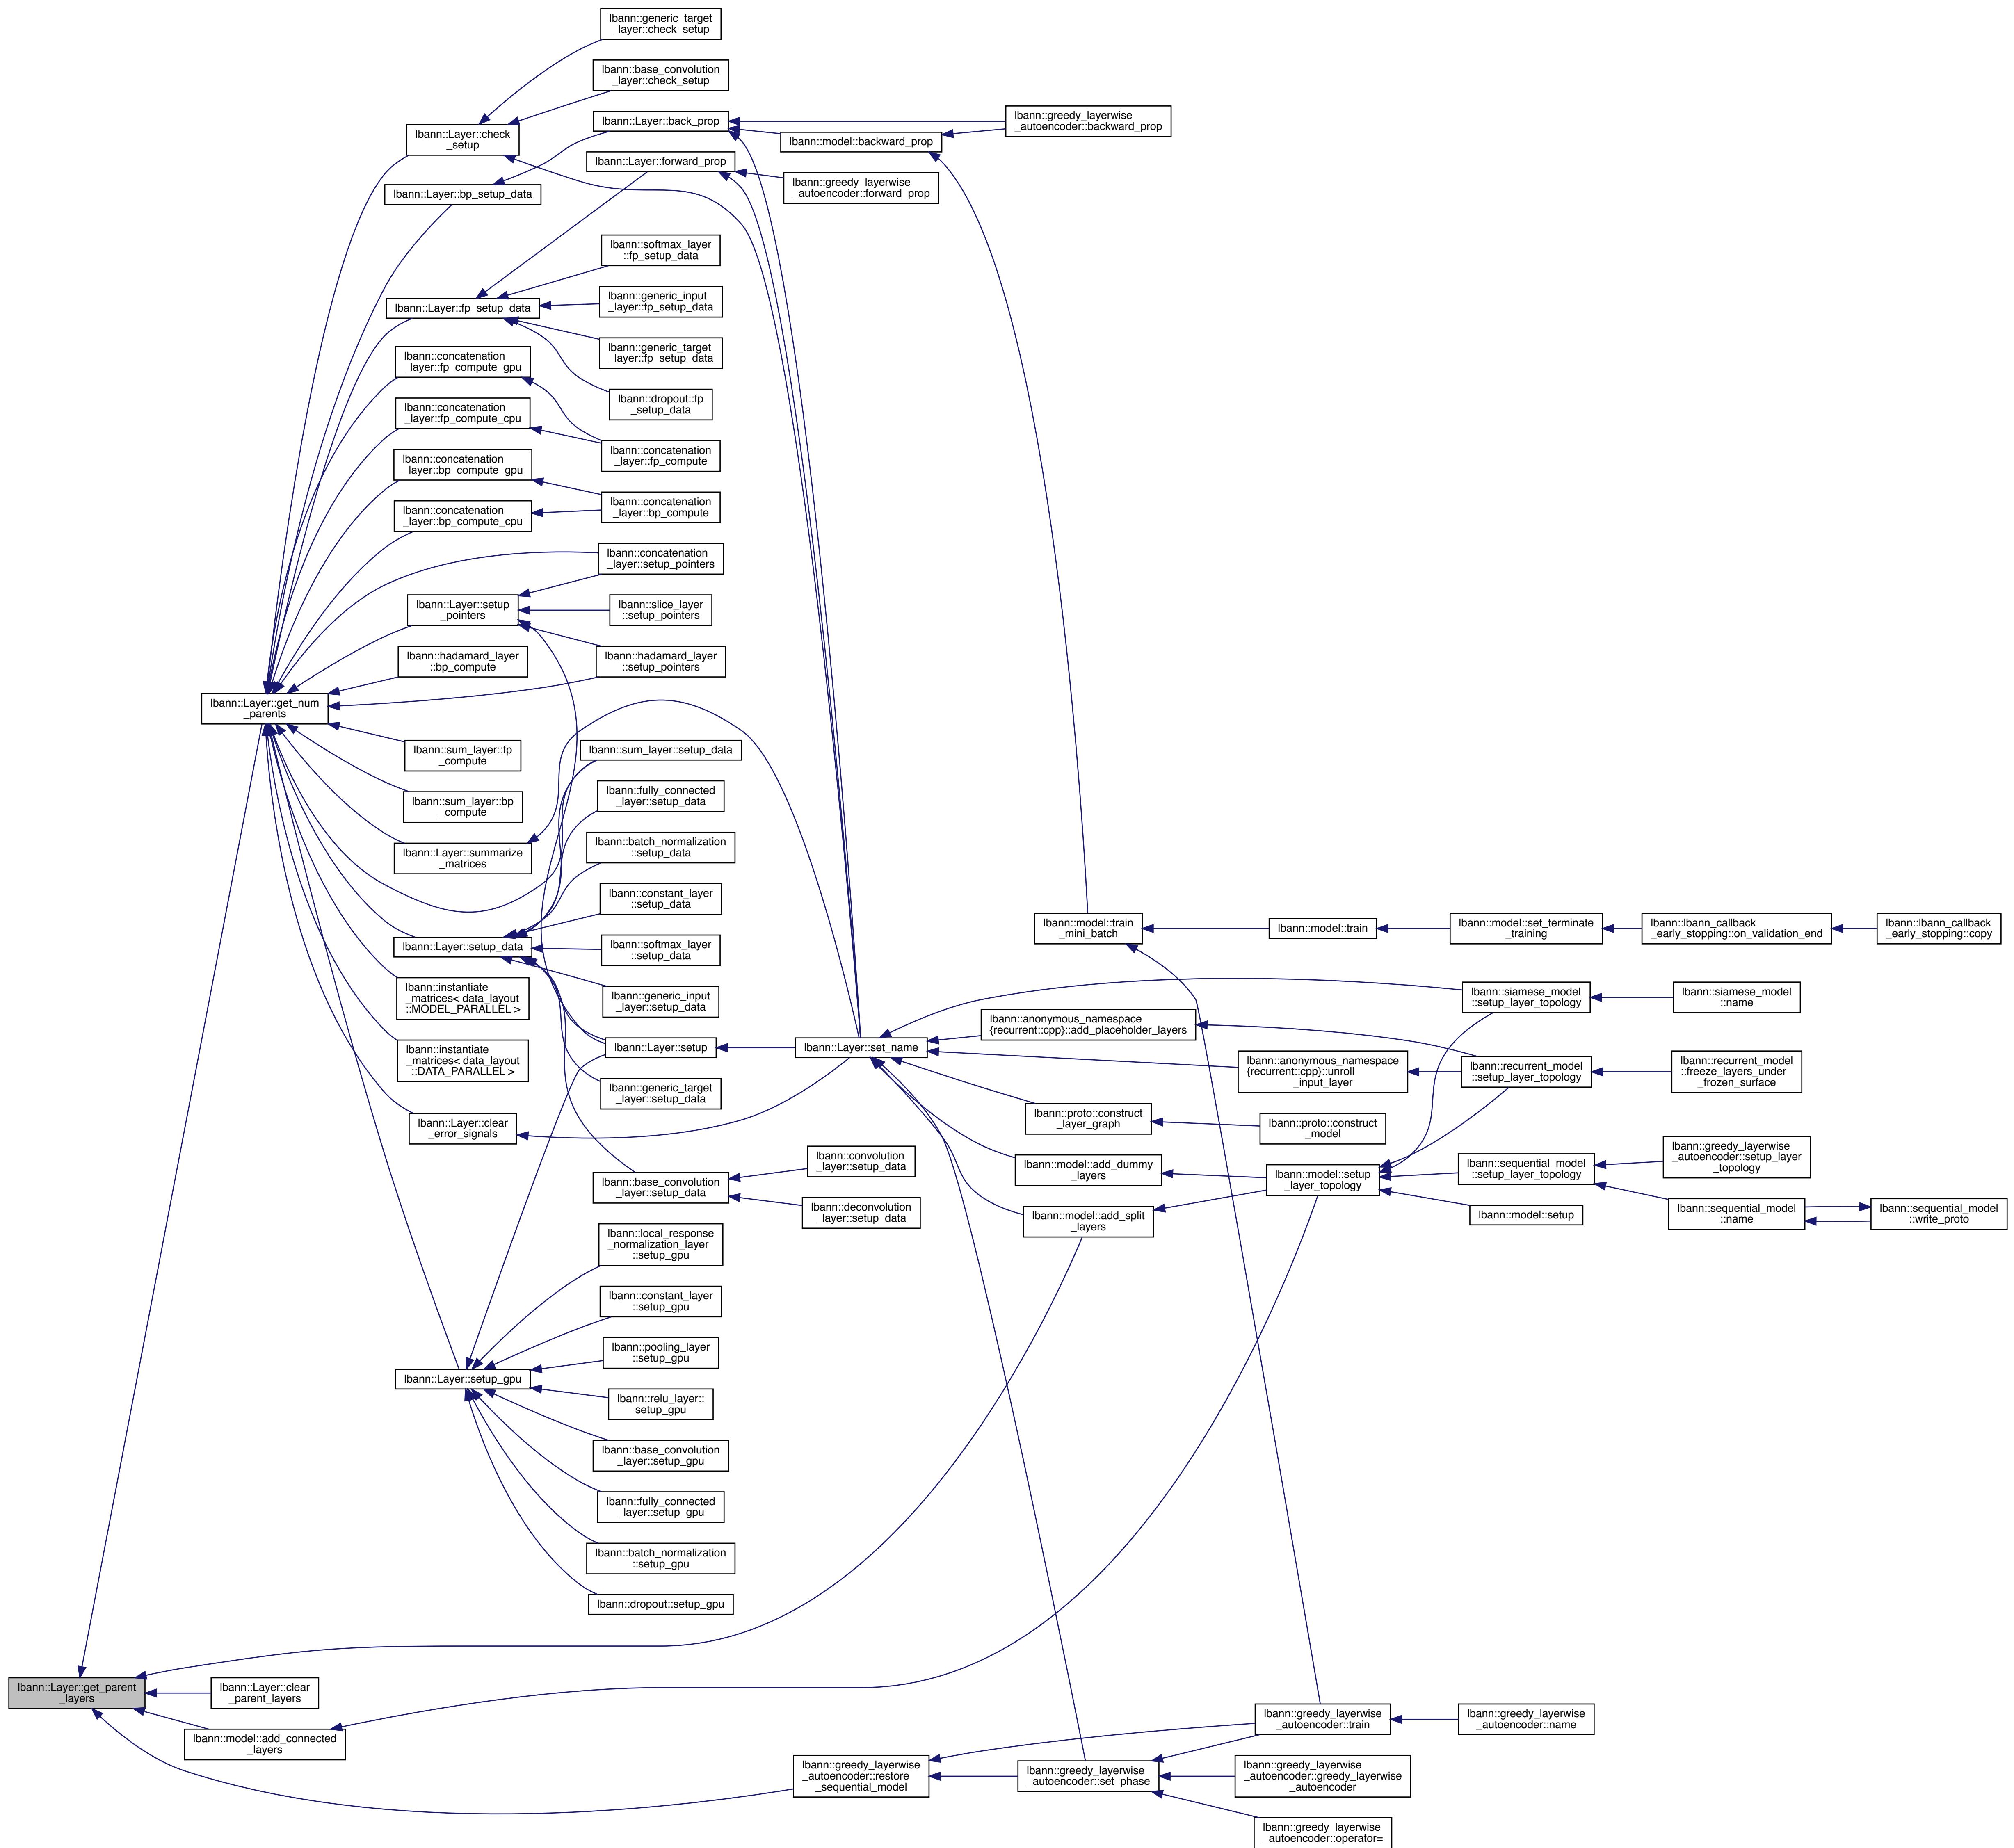 lbann::generic_target
_layer::check_setup
lbann::base_convolution
_layer::check_setup
lbann::Layer::check
_setup
lbann::Layer::back_prop
lbann::greedy_layerwise
_autoencoder::backward_prop
lbann::model::backward_prop
lbann::Layer::forward_prop
lbann::Layer::bp_setup_data
lbann::greedy_layerwise
_autoencoder::forward_prop
lbann::softmax_layer
::fp_setup_data
lbann::Layer::fp_setup_data
lbann::generic_input
_layer::fp_setup_data
lbann::generic_target
_layer::fp_setup_data
lbann::concatenation
_layer::fp_compute_gpu
lbann::dropout::fp
_setup_data
lbann::concatenation
_layer::fp_compute_cpu
lbann::concatenation
_layer::fp_compute
lbann::concatenation
_layer::bp_compute_gpu
lbann::concatenation
_layer::bp_compute
lbann::concatenation
_layer::bp_compute_cpu
lbann::concatenation
_layer::setup_pointers
lbann::Layer::setup
_pointers
lbann::slice_layer
::setup_pointers
lbann::hadamard_layer
::bp_compute
lbann::hadamard_layer
::setup_pointers
lbann::Layer::get_num
_parents
lbann::sum_layer::fp
_compute
lbann::sum_layer::setup_data
lbann::sum_layer::bp
_compute
lbann::fully_connected
_layer::setup_data
lbann::Layer::summarize
_matrices
lbann::batch_normalization
::setup_data
lbann::constant_layer
::setup_data
lbann::Layer::setup_data
lbann::softmax_layer
::setup_data
lbann::model::train
_mini_batch
lbann::model::train
lbann::model::set_terminate
_training
lbann::lbann_callback
_early_stopping::on_validation_end
lbann::lbann_callback
_early_stopping::copy
lbann::instantiate
_matrices< data_layout
::MODEL_PARALLEL >
lbann::generic_input
_layer::setup_data
lbann::siamese_model
::setup_layer_topology
lbann::siamese_model
::name
lbann::instantiate
_matrices< data_layout
::DATA_PARALLEL >
lbann::Layer::setup
lbann::Layer::set_name
lbann::anonymous_namespace
{recurrent::cpp}::add_placeholder_layers
lbann::anonymous_namespace
{recurrent::cpp}::unroll
_input_layer
lbann::recurrent_model
::setup_layer_topology
lbann::recurrent_model
::freeze_layers_under
_frozen_surface
lbann::generic_target
_layer::setup_data
lbann::Layer::clear
_error_signals
lbann::proto::construct
_layer_graph
lbann::proto::construct
_model
lbann::convolution
_layer::setup_data
lbann::base_convolution
_layer::setup_data
lbann::deconvolution
_layer::setup_data
lbann::model::add_dummy
_layers
lbann::model::setup
_layer_topology
lbann::sequential_model
::setup_layer_topology
lbann::greedy_layerwise
_autoencoder::setup_layer
_topology
lbann::model::add_split
_layers
lbann::model::setup
lbann::sequential_model
::name
lbann::sequential_model
::write_proto
lbann::local_response
_normalization_layer
::setup_gpu
lbann::constant_layer
::setup_gpu
lbann::pooling_layer
::setup_gpu
lbann::Layer::setup_gpu
lbann::relu_layer::
setup_gpu
lbann::base_convolution
_layer::setup_gpu
lbann::fully_connected
_layer::setup_gpu
lbann::batch_normalization
::setup_gpu
lbann::dropout::setup_gpu
lbann::Layer::get_parent
_layers
lbann::Layer::clear
_parent_layers
lbann::model::add_connected
_layers
lbann::greedy_layerwise
_autoencoder::train
lbann::greedy_layerwise
_autoencoder::name
lbann::greedy_layerwise
_autoencoder::restore
_sequential_model
lbann::greedy_layerwise
_autoencoder::set_phase
lbann::greedy_layerwise
_autoencoder::greedy_layerwise
_autoencoder
lbann::greedy_layerwise
_autoencoder::operator=